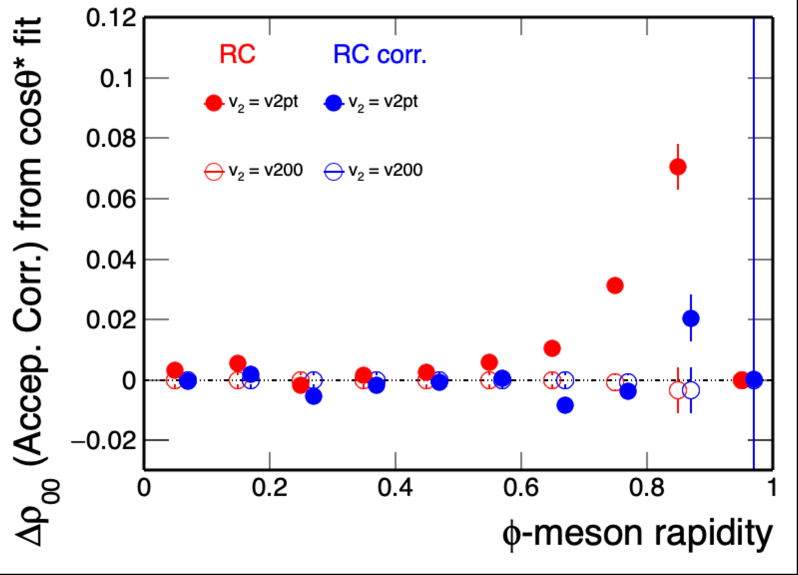 Δρ00 (Accep. Corr.) from cosθ* fit
0.12
0.1
0.08
0.06
0.04
0.02
0
−0.02
RC RC corr.
v2 = v2pt v2 = v2pt
v2 = v200 v2 = v200
0 0.2 0.4 0.6 0.8 1
ϕ-meson rapidity